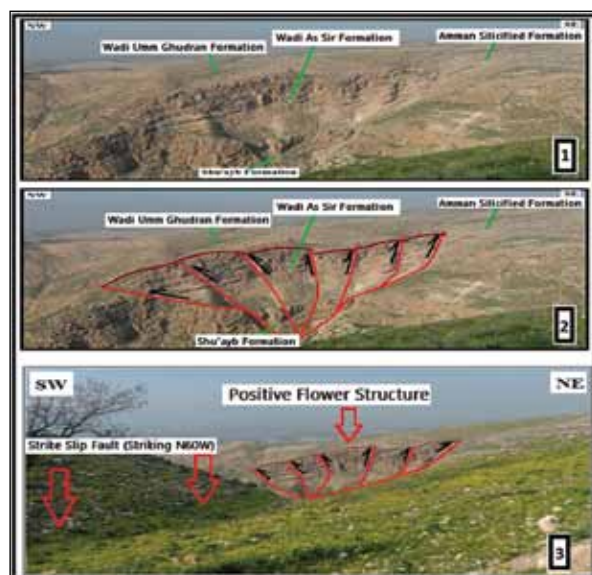 SW
NE
Wadi As Sir Formation
Wadi Umm Ghudran Formation
Amman Silicified Formation
Shu'ayb Formation
1
SW
NE
Wadi As Sir Formation
Wadi Umm Ghudran Formation
Amman Silicified Formation
Shu'ayb Formation
2
SW
NE
Positive Flower Structure
Strike Slip Fault (Striking N60W)
3